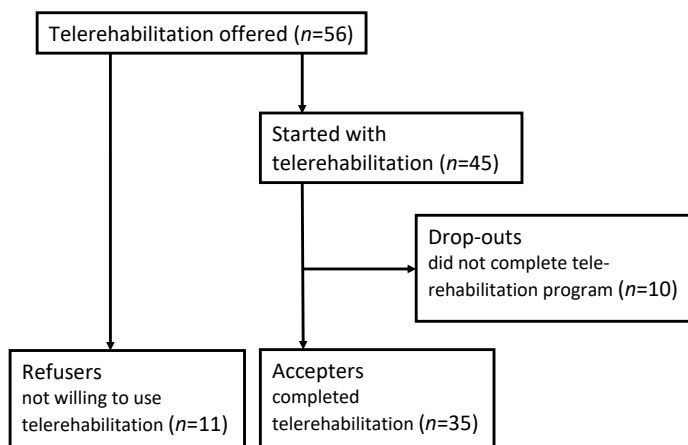 Telerehabilitation offered (n=56)
Started with
telerehabilitation (n=45)
Drop-outs
did not complete tele-
rehabilitation program (n=10)
Refusers
not willing to use
telerehabilitation (n=11)
Accepters
completed
telerehabilitation (n=35)